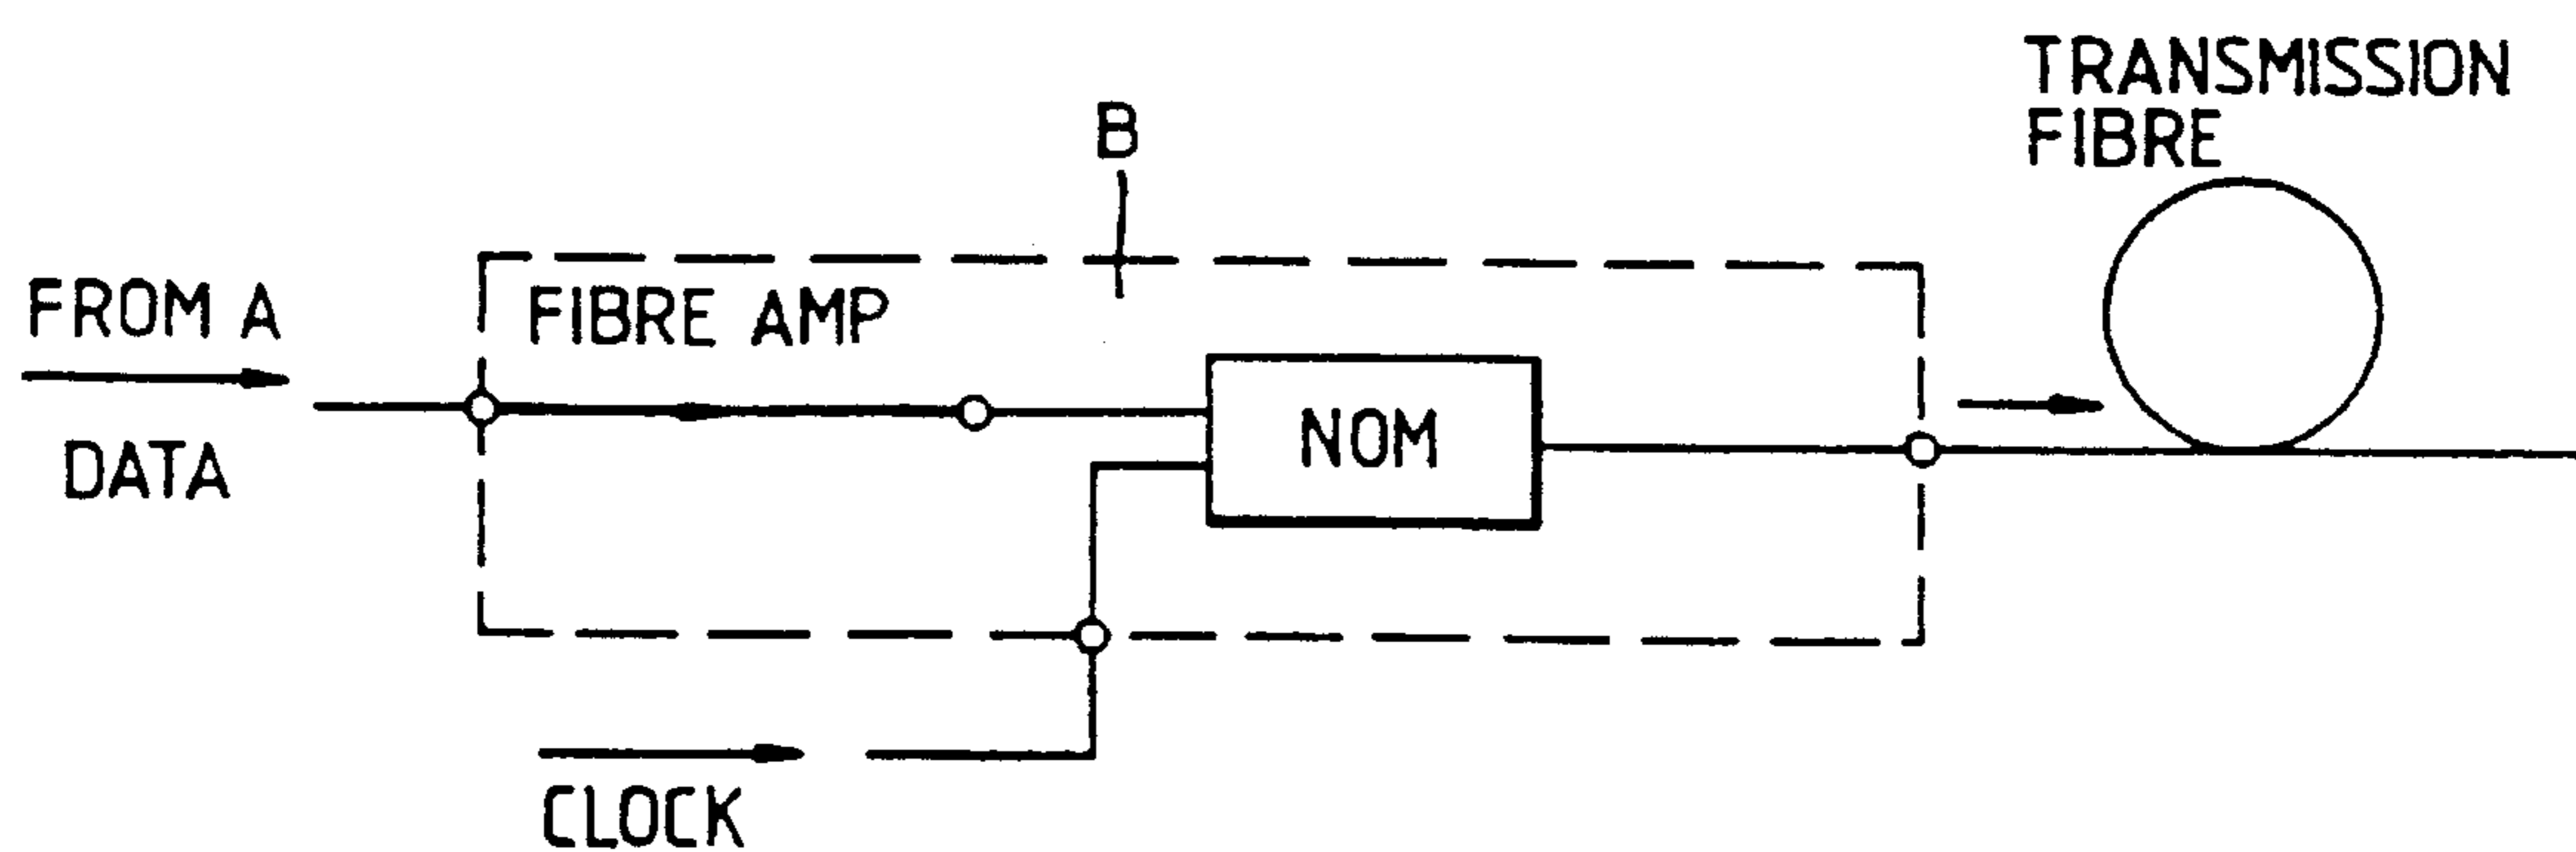 TRANSMISSION
FIBRE
B
FROM A
FIBRE AMP
DATA
NOM
CLOCK